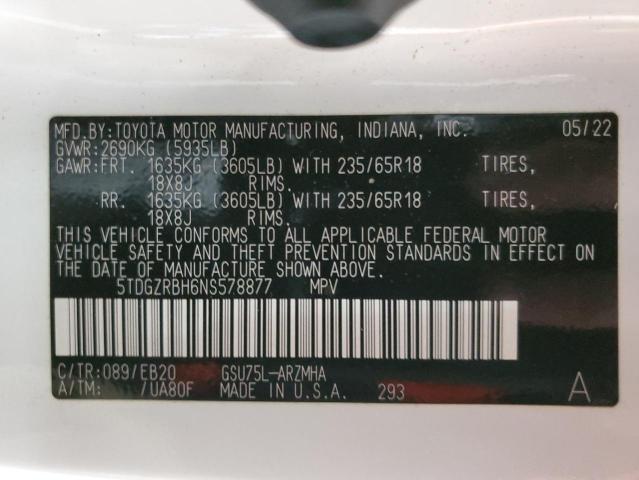 MFD.BY:TOYOTA MOTOR MANUFACTURING, INDIANA, INC. 05/22
GVWR:2690KG (5935LB)
GAWR:FRT. 1635KG (3605LB) WITH 235/65R18 TIRES,
18X8J RIMS.
RR. 1635KG (3605LB) WITH 235/65R18 TIRES,
18X8J RIMS.
THIS VEHICLE CONFORMS TO ALL APPLICABLE FEDERAL MOTOR
VEHICLE SAFETY AND THEFT PREVENTION STANDARDS IN EFFECT ON
THE DATE OF MANUFACTURE SHOWN ABOVE.
5TDGZRBH6NS578877 MPV
C/TR:089/EB20 GSU75L-ARZMHA
A/TM: /UA80F MADE IN U.S.A. 293 A